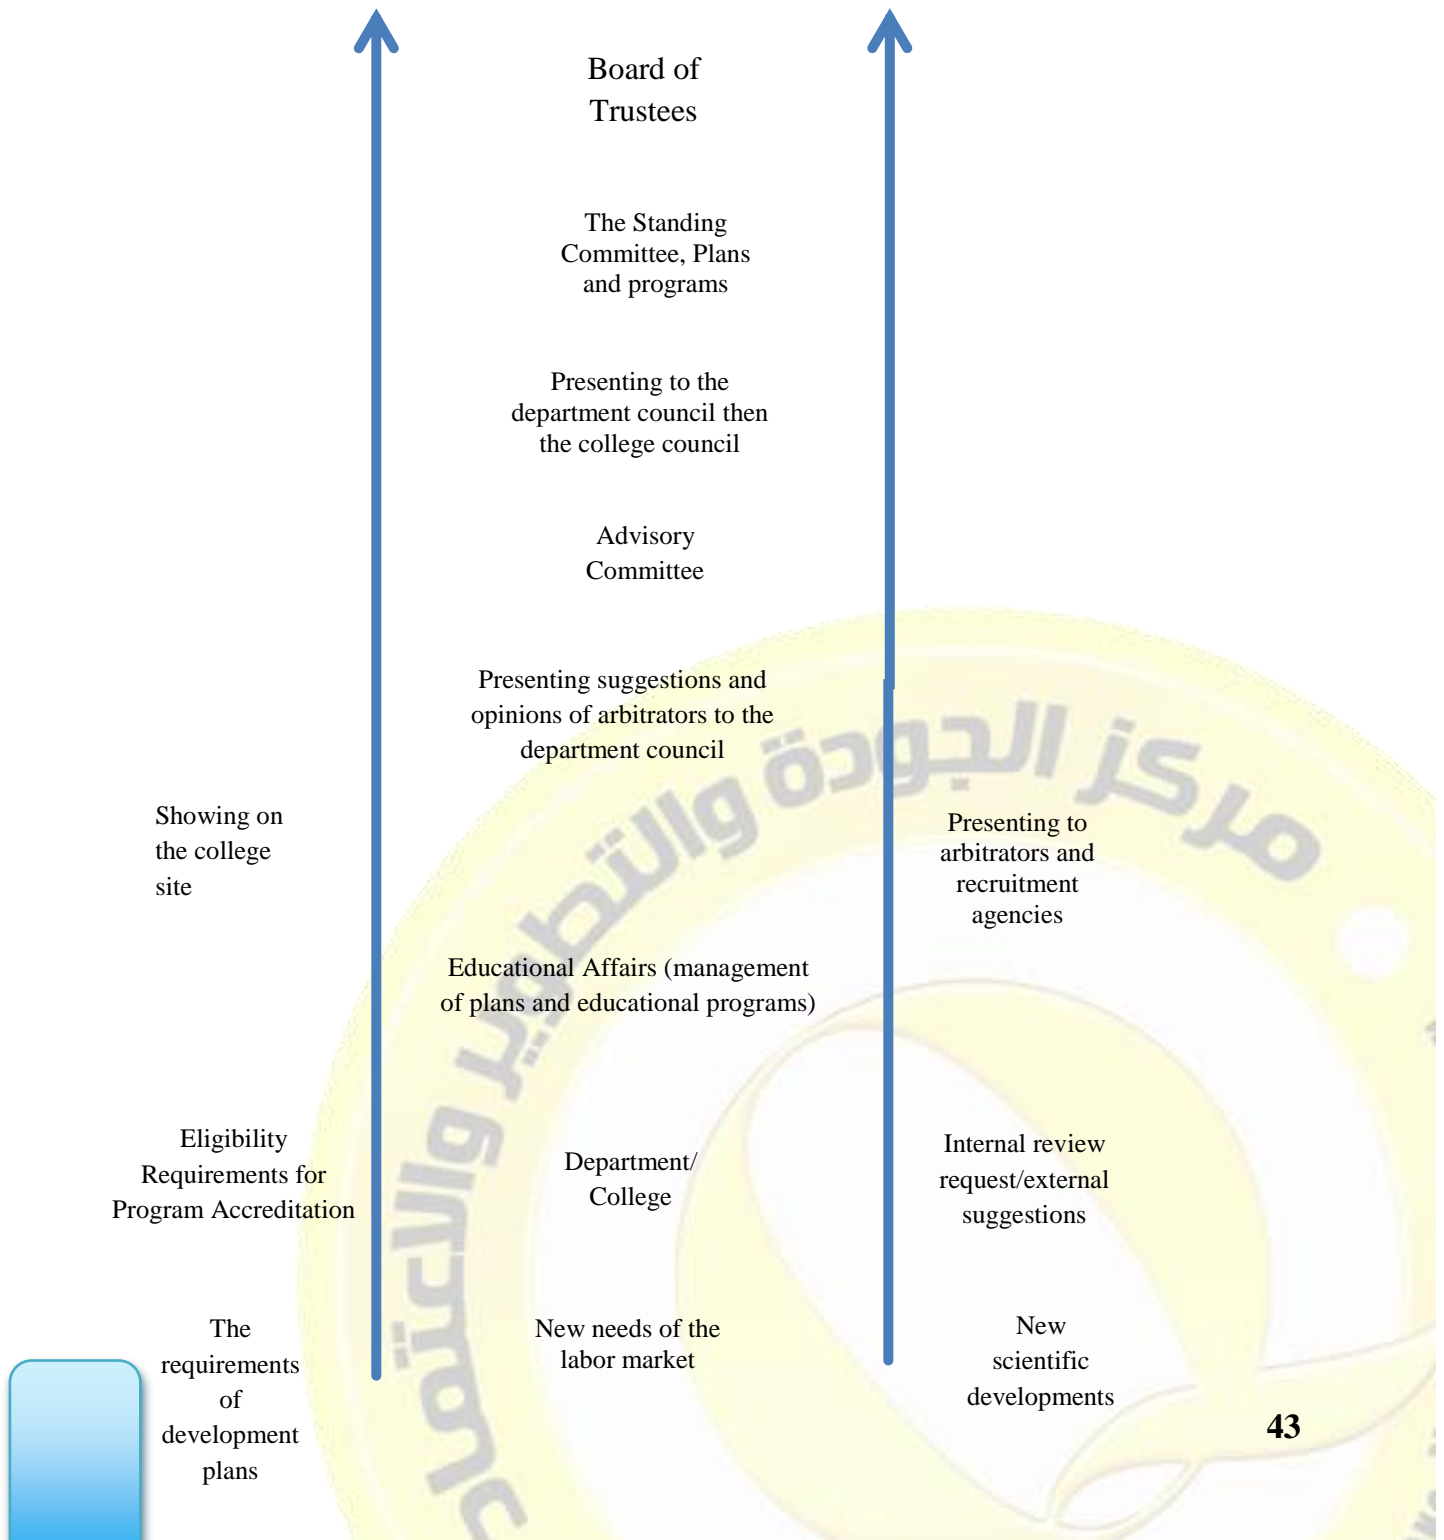 Board of
Trustees
The Standing
Committee, Plans
and programs
Presenting to the
department council then
the college council
Advisory
Committee
Presenting suggestions and
opinions of arbitrators to the
department council
Showing on
the college
site
Presenting to
arbitrators and
recruitment
agencies
Educational Affairs (management
of plans and educational programs)
Eligibility
Requirements for
Program Accreditation
Department/
College
Internal review
request/external
suggestions
The
requirements
of
development
plans
New needs of the
labor market
New
scientific
developments
43
مركز الجودة والتطوير والاعتماد